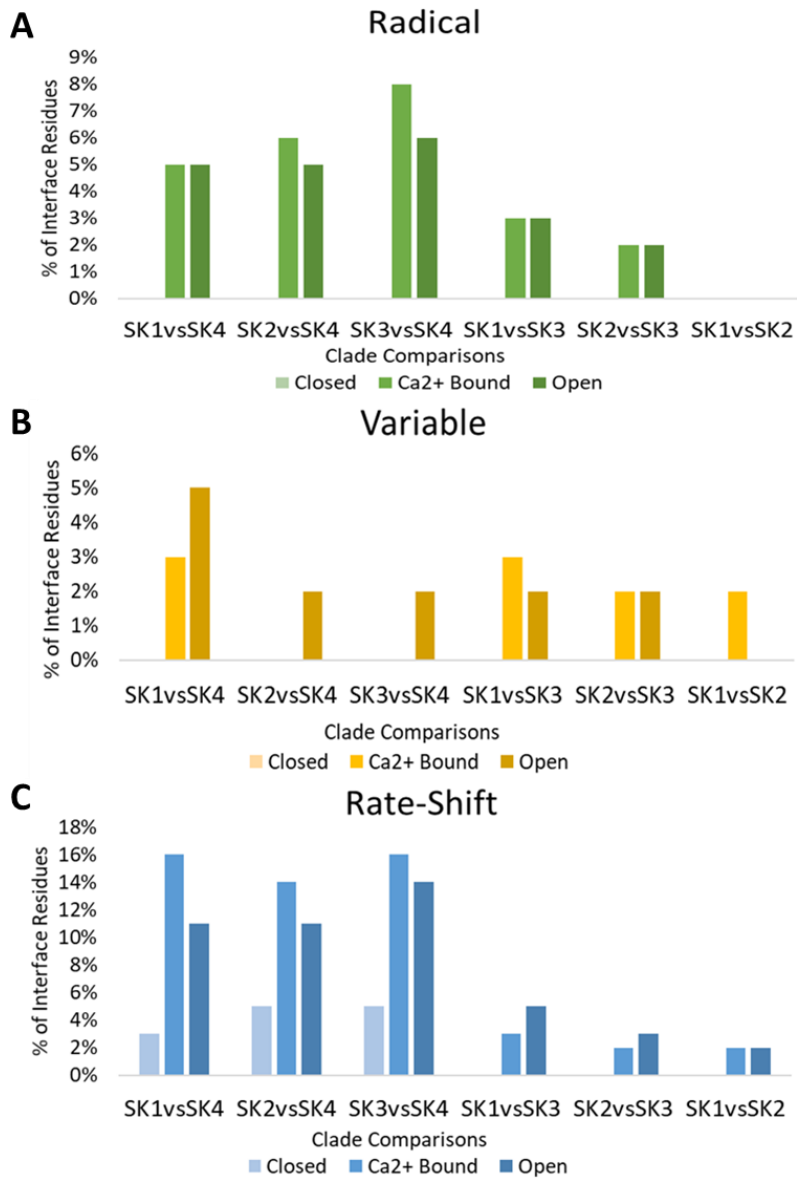 A
Radical
% of Interface Residues
9%
8%
7%
6%
5%
4%
3%
2%
1%
0%
SK1vsSK4 SK2vsSK4 SK3vsSK4 SK1vsSK3 SK2vsSK3 SK1vsSK2
Clade Comparisons
Closed Ca2+ Bound Open
B
Variable
% of Interface Residues
6%
5%
4%
3%
2%
1%
0%
SK1vsSK4 SK2vsSK4 SK3vsSK4 SK1vsSK3 SK2vsSK3 SK1vsSK2
Clade Comparisons
Closed Ca2+ Bound Open
C
Rate-Shift
% of Interface Residues
18%
16%
14%
12%
10%
8%
6%
4%
2%
0%
SK1vsSK4 SK2vsSK4 SK3vsSK4 SK1vsSK3 SK2vsSK3 SK1vsSK2
Clade Comparisons
Closed Ca2+ Bound Open